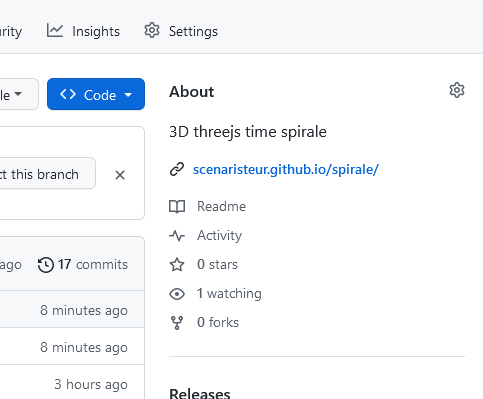 urity Insights Settings
le Code About
3D threejs time spirale
ct this branch
scenaristeur.github.io/spirale/
Readme
Activity
ago 17 commits
0 stars
1 watching
8 minutes ago
0 forks
8 minutes ago
3 hours ago
Releases